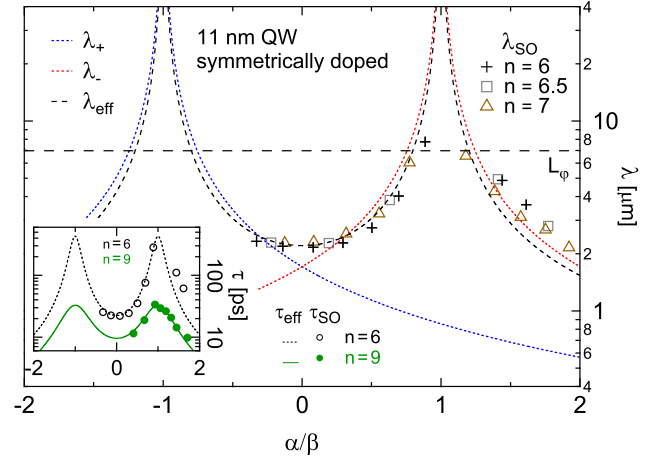 11 nm QW
symmetrically doped
λ+
λ-
λeff
λSO
n = 6
n = 6.5
n = 7
Lφ
10
8
6
4
2
1
8
6
4
λ [μm]
n=6
n=9
100
10
τ [ps]
-2
0
2
τeff τSO
n=6
n=9
-2
-1
0
1
2
α/β